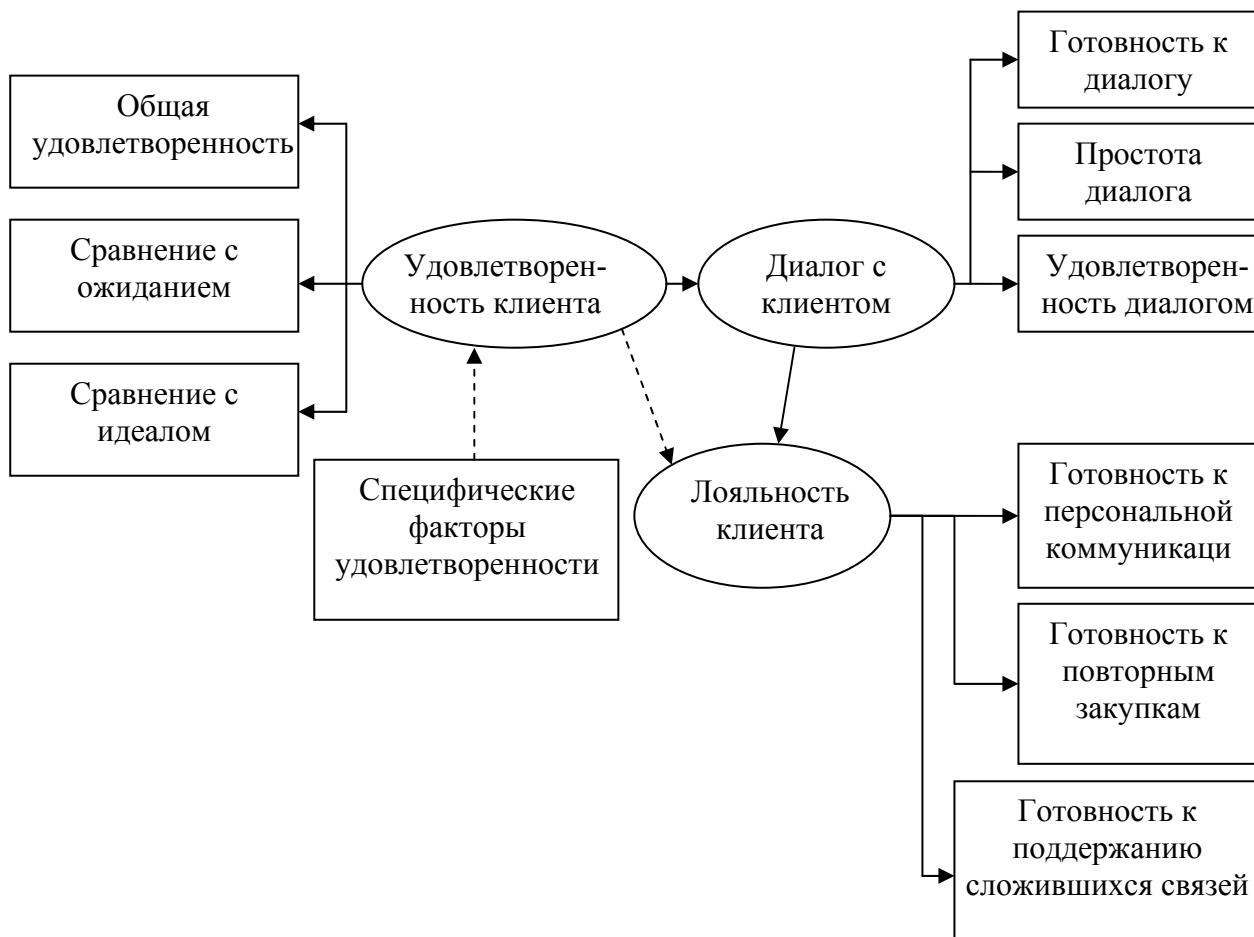 Общая
удовлетворенность
Сравнение с
ожиданием
Сравнение с
идеалом
Удовлетворен-
ность клиента
Специфические
факторы
удовлетворенности
Диалог с
клиентом
Лояльность
клиента
Готовность к
диалогу
Простота
диалога
Удовлетворен-
ность диалогом
Готовность к
персональной
коммуникаци
Готовность к
повторным
закупкам
Готовность к
поддержанию
сложившихся связей